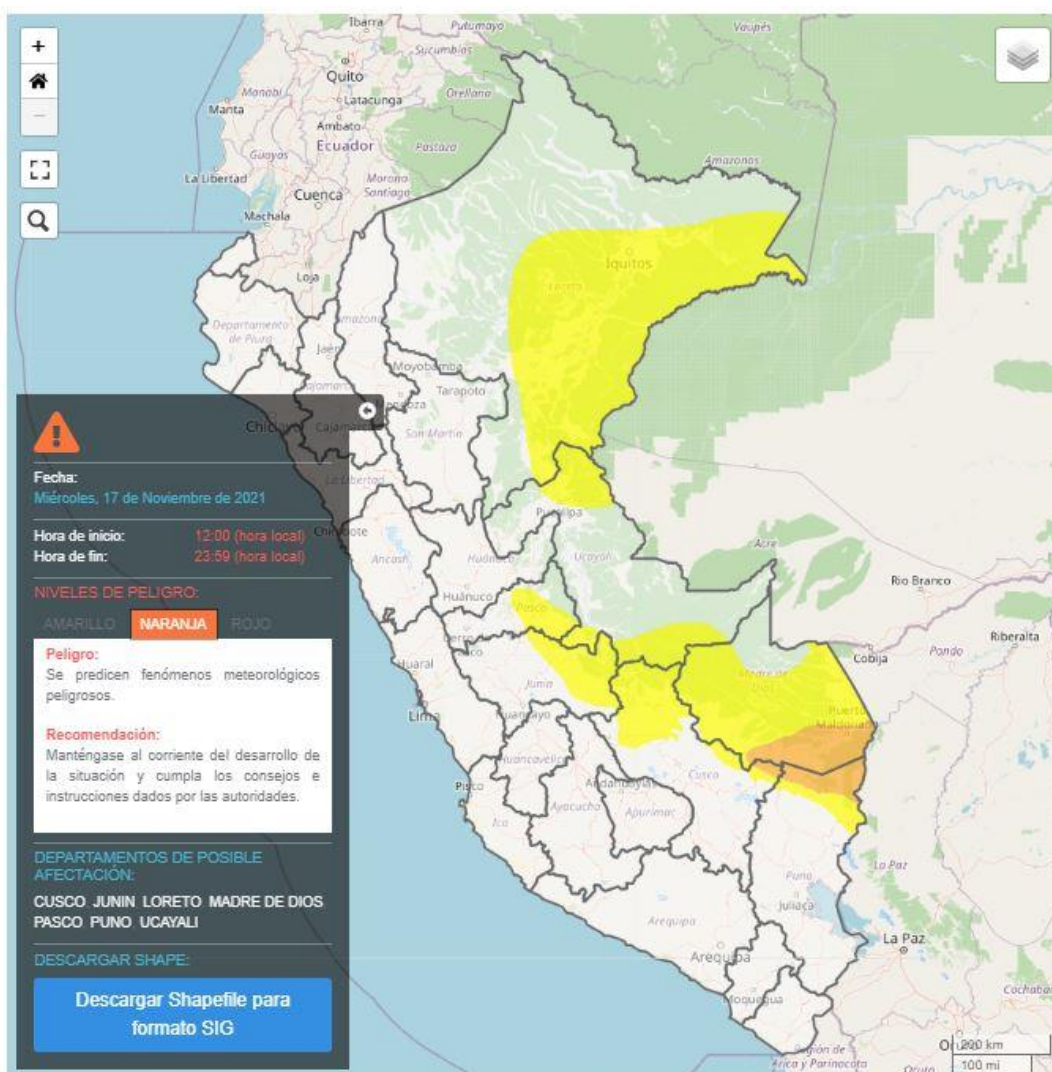 +
−
Ibarra
Putumayo
Vaupés
Sucumbíos
Quito
Manabí
Orellana
Manta
Latacunga
Ambato
Ecuador
Pastaza
Amazonas
Guayas
Morona
Santiago
La Libertad
Cuenca
Machala
Loja
Iquitos
Loreto
Departamento
de Piura
Amazonas
Jaén
Moyobamba
Cajamarca
Tarapoto
San Martín
Cajamarca
La Libertad
Pucallpa
Ancash
Huánuco
Ucayali
Acre
Rio Branco
Huánuco
Pasco
Riberalta
Pando
Cobija
Huaral
Junín
Madre de
Dios
Puerto
Maldonado
Lima
Huancayo
Huancavelica
Cusco
Pisco
Andahuaylas
Ayacucho
Apurímac
Ica
La Paz
Puno
Juliaca
Arequipa
La Paz
Arequipa
Moquegua
Región de
Arica y Parinacota
Oruro
200 km
100 mi
Fecha:
Miércoles, 17 de Noviembre de 2021
Hora de inicio: 12:00 (hora local)
Hora de fin: 23:59 (hora local)
NIVELES DE PELIGRO:
AMARILLO NARANJA ROJO
Peligro:
Se predicen fenómenos meteorológicos
peligrosos.
Recomendación:
Manténgase al corriente del desarrollo de
la situación y cumpla los consejos e
instrucciones dados por las autoridades.
DEPARTAMENTOS DE POSIBLE
AFECTACIÓN:
CUSCO JUNIN LORETO MADRE DE DIOS
PASCO PUNO UCAYALI
DESCARGAR SHAPE:
Descargar Shapefile para
formato SIG